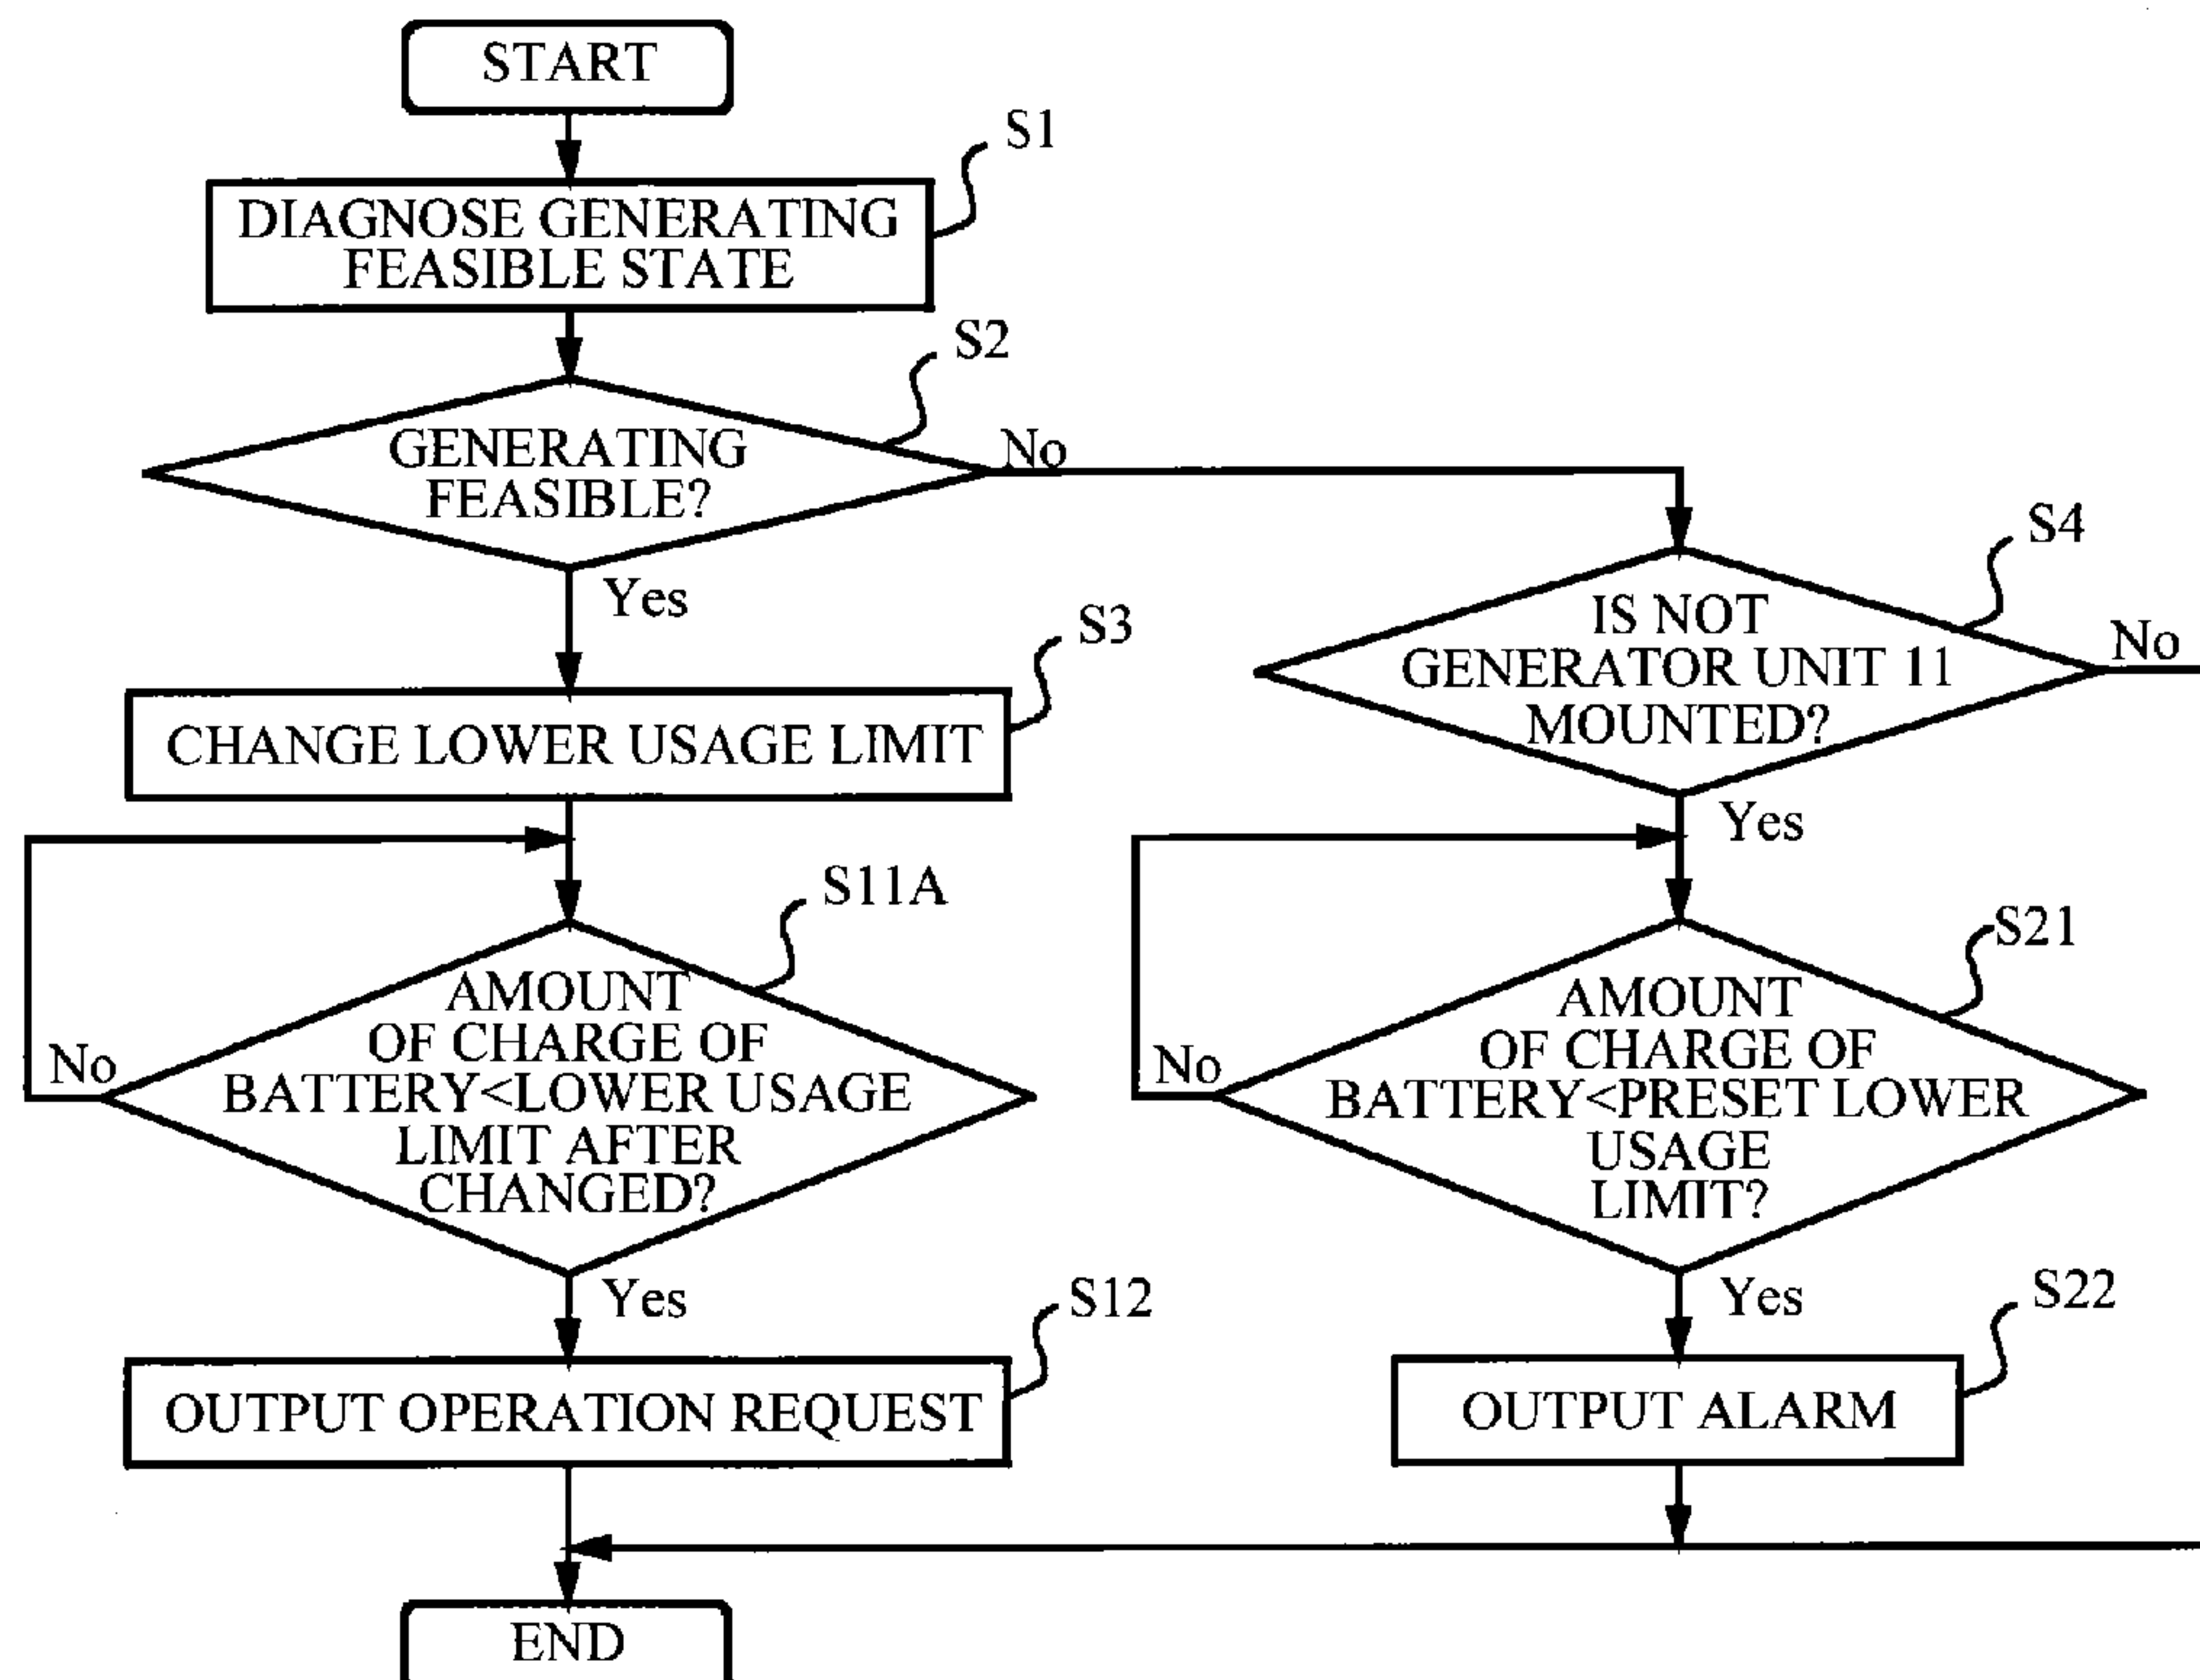 START
S1
DIAGNOSE GENERATING
FEASIBLE STATE
S2
GENERATING
FEASIBLE?
No
Yes
S3
CHANGE LOWER USAGE LIMIT
S4
IS NOT
GENERATOR UNIT 11
MOUNTED?
No
Yes
S11A
AMOUNT
OF CHARGE OF
BATTERY<LOWER USAGE
LIMIT AFTER
CHANGED?
No
Yes
S12
OUTPUT OPERATION REQUEST
S21
AMOUNT
OF CHARGE OF
BATTERY<PRESET LOWER
USAGE
LIMIT?
No
Yes
S22
OUTPUT ALARM
END